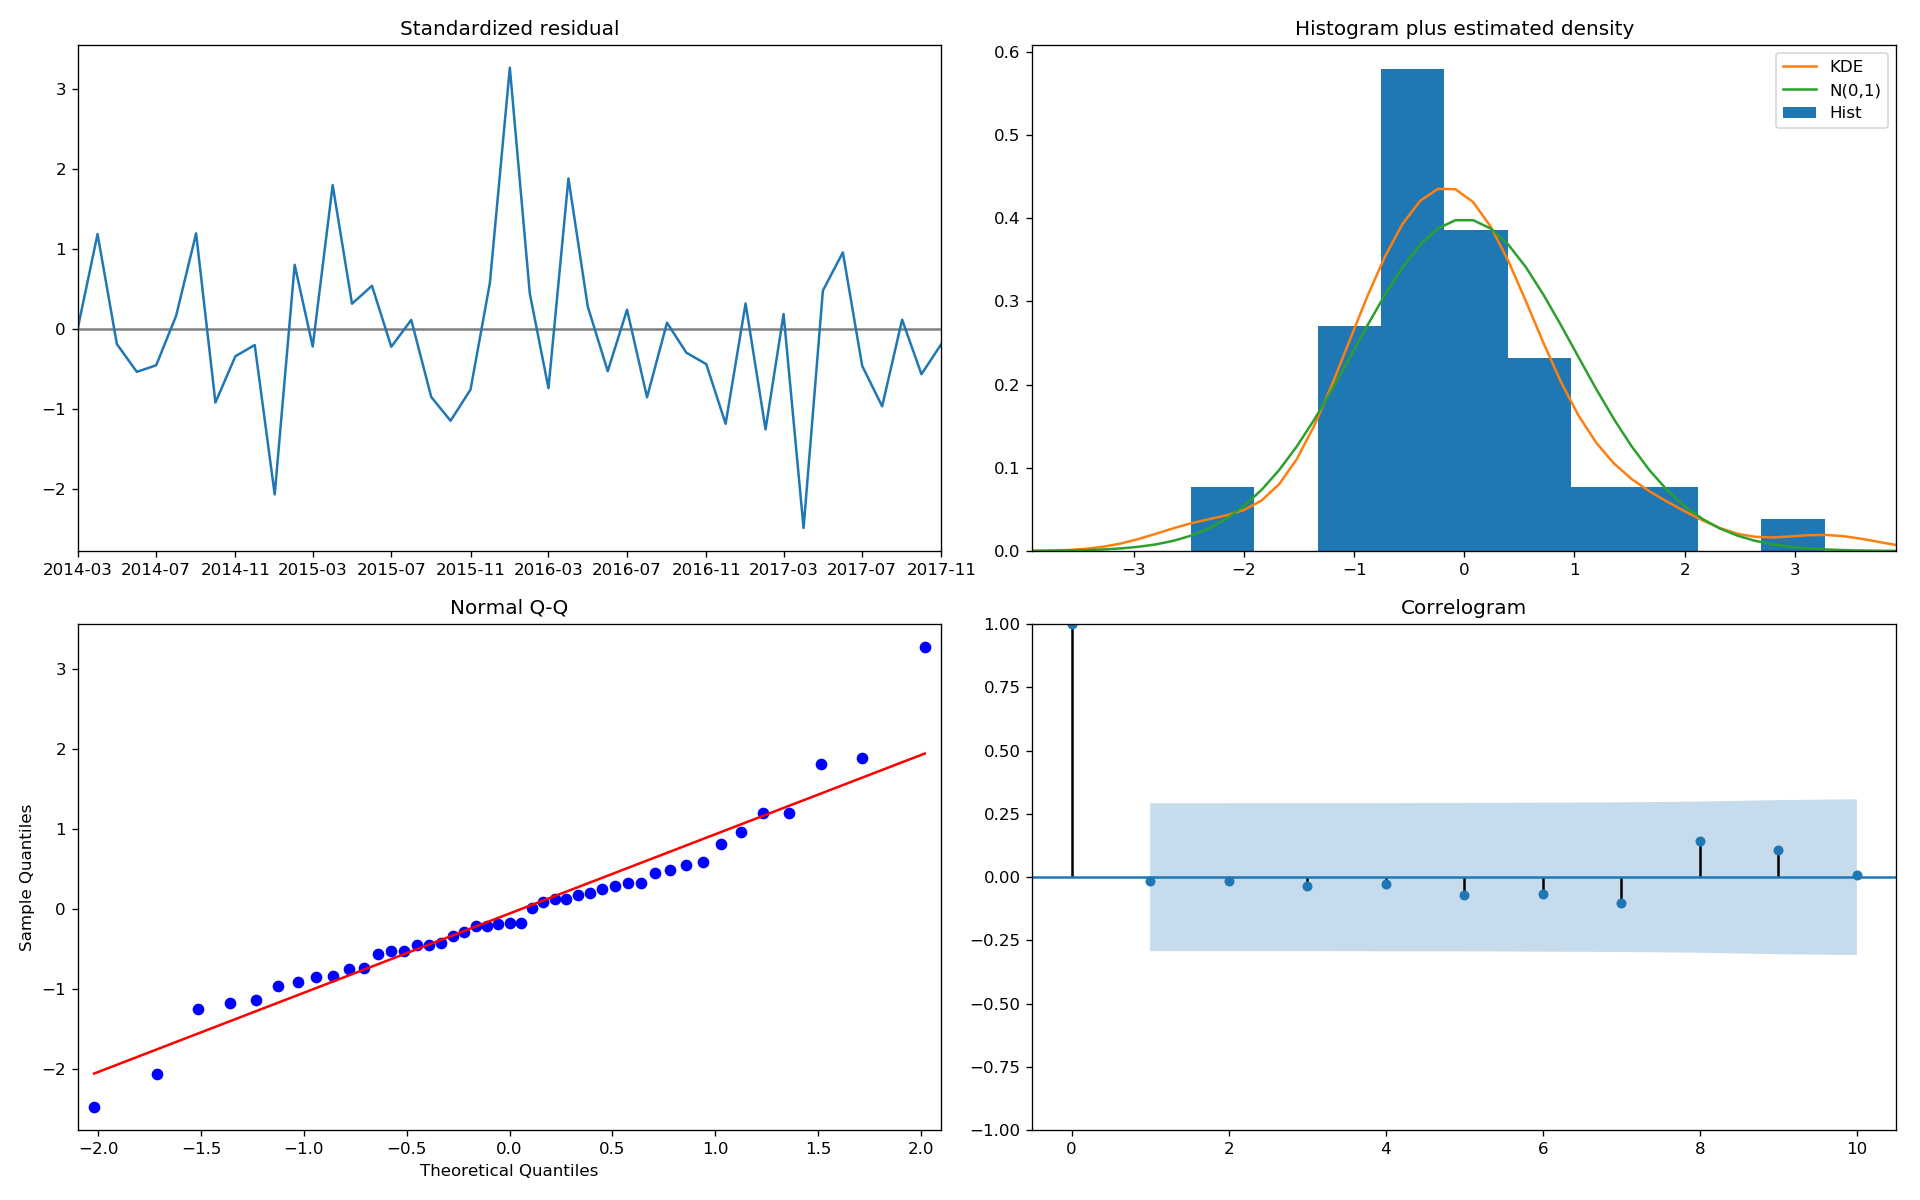 Standardized residual
3
2
1
0
−1
−2
2014-03 2014-07 2014-11 2015-03 2015-07 2015-11 2016-03 2016-07 2016-11 2017-03 2017-07 2017-11
Histogram plus estimated density
KDE
N(0,1)
Hist
0.6
0.5
0.4
0.3
0.2
0.1
0.0
−3 −2 −1 0 1 2 3
Normal Q-Q
Sample Quantiles
3
2
1
0
−1
−2
−2.0 −1.5 −1.0 −0.5 0.0 0.5 1.0 1.5 2.0
Theoretical Quantiles
Correlogram
1.00
0.75
0.50
0.25
0.00
−0.25
−0.50
−0.75
−1.00
0 2 4 6 8 10